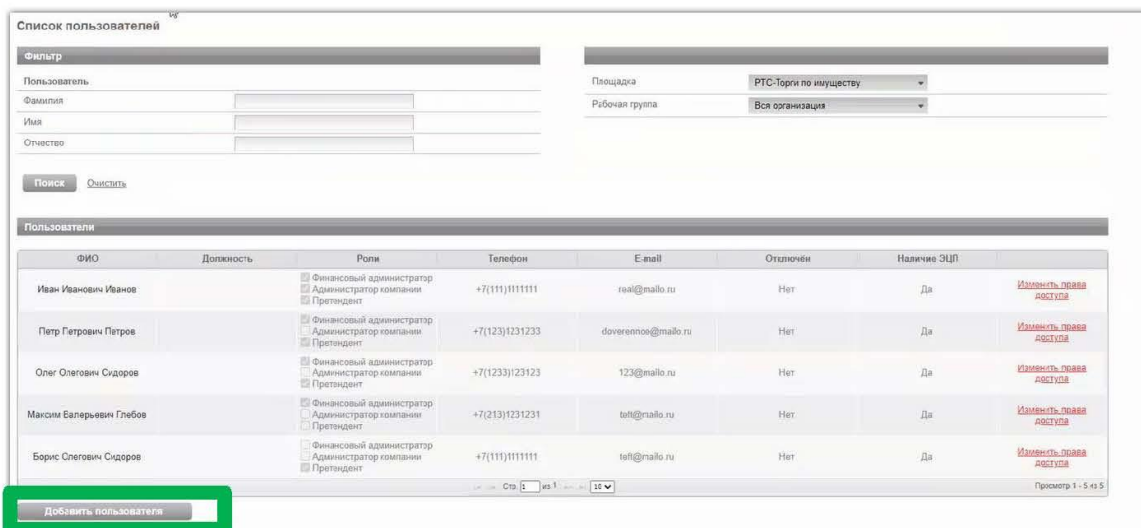 Список пользователей
Фильтр
Пользователь
Фамилия
Имя
Отчество
Площадка РТС-Торги по имуществу
Рабочая группа Вся организация
Поиск Очистить
Пользователи
ФИО Должность Роли Телефон E-mail Отключён Наличие ЭЦП
Финансовый администратор
Иван Иванович Иванов Администратор компании +7(111)1111111 real@mailo.ru Нет Да Изменить права доступа
Претендент
Финансовый администратор
Петр Петрович Петров Администратор компании +7(123)1231233 doverennoe@mailo.ru Нет Да Изменить права доступа
Претендент
Финансовый администратор
Олег Олегович Сидоров Администратор компании +7(1233)123123 123@mailo.ru Нет Да Изменить права доступа
Претендент
Финансовый администратор
Максим Валерьевич Глебов Администратор компании +7(213)1231231 teft@mailo.ru Нет Да Изменить права доступа
Претендент
Финансовый администратор
Борис Олегович Сидоров Администратор компании +7(111)1111111 teft@mailo.ru Нет Да Изменить права доступа
Претендент
Стр. 1 из 1 10 Просмотр 1 - 5 из 5
Добавить пользователя